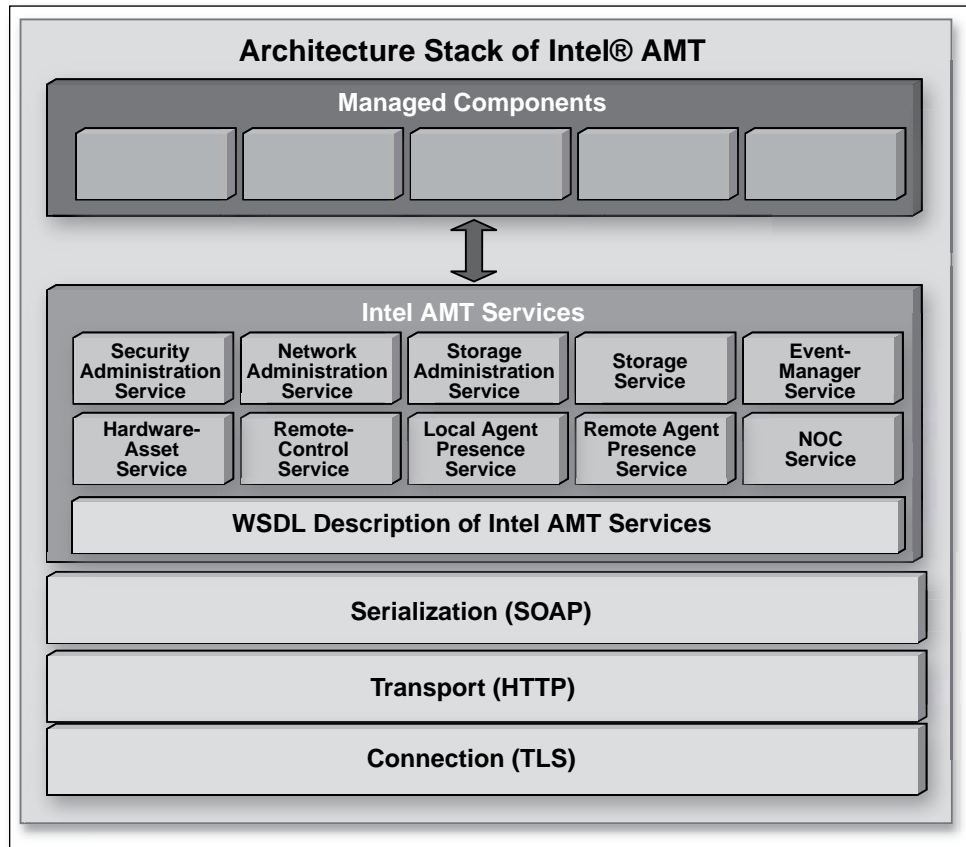 Architecture Stack of Intel® AMT
Managed Components
Intel AMT Services
Security
Administration
Service
Network
Administration
Service
Storage
Administration
Service
Storage
Service
Event-
Manager
Service
Hardware-
Asset
Service
Remote-
Control
Service
Local Agent
Presence
Service
Remote Agent
Presence
Service
NOC
Service
WSDL Description of Intel AMT Services
Serialization (SOAP)
Transport (HTTP)
Connection (TLS)